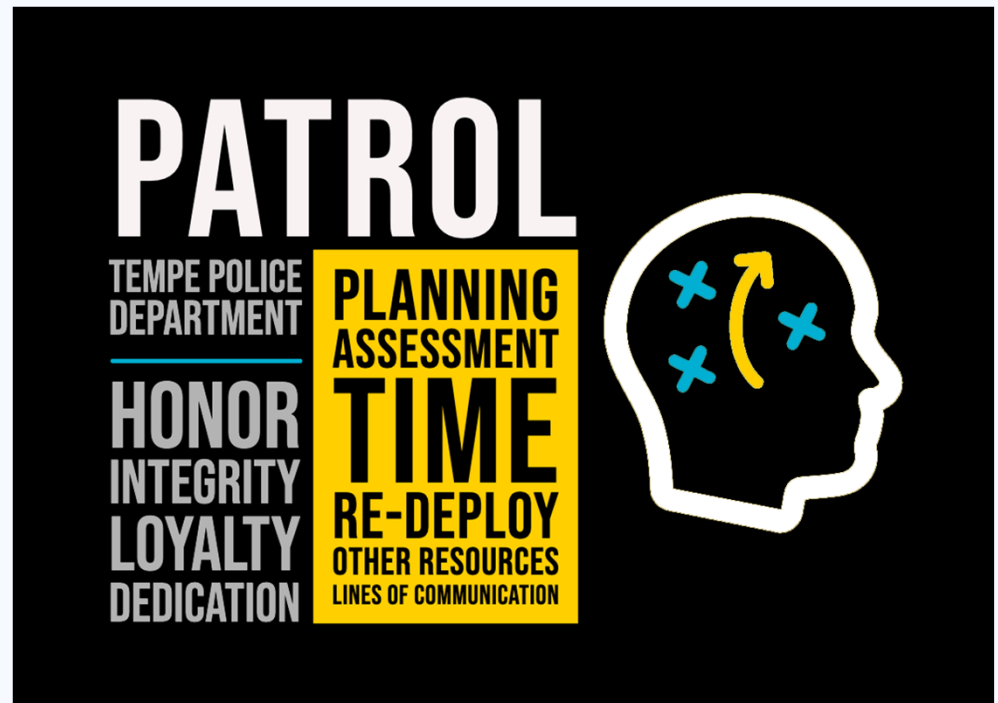 PATROL
TEMPE POLICE
DEPARTMENT
HONOR
INTEGRITY
LOYALTY
DEDICATION
PLANNING
ASSESSMENT
TIME
RE-DEPLOY
OTHER RESOURCES
LINES OF COMMUNICATION